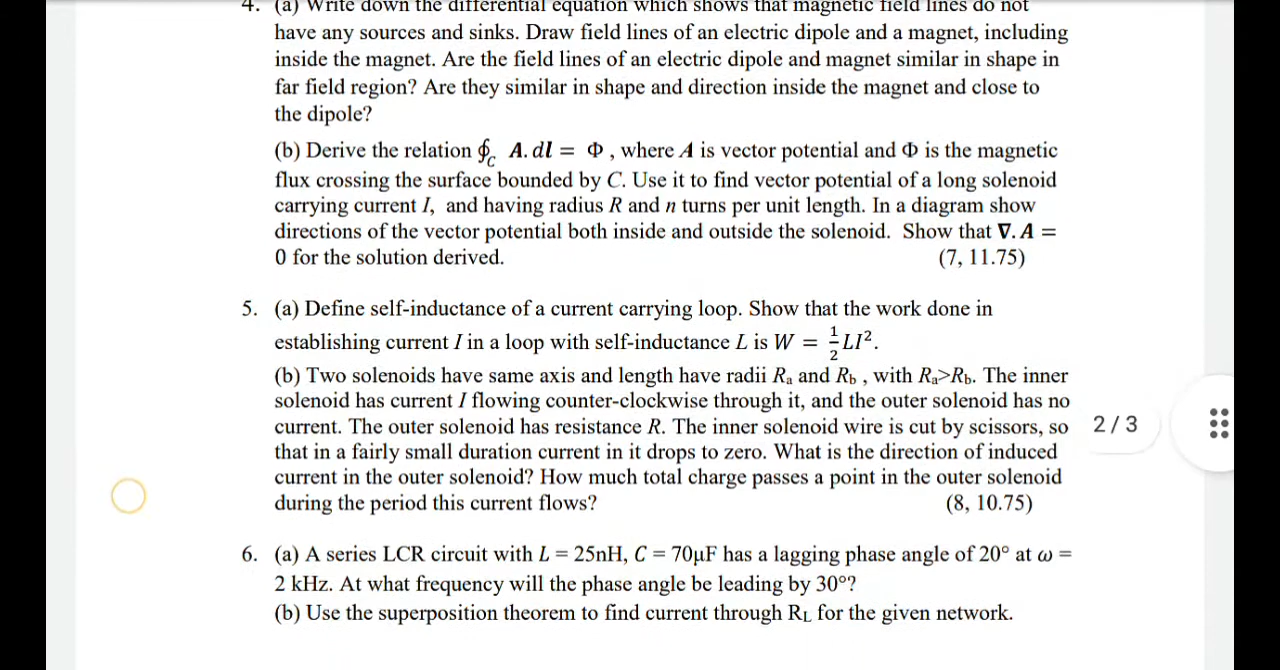 4. (a) Write down the differential equation which shows that magnetic field lines do not
have any sources and sinks. Draw field lines of an electric dipole and a magnet, including
inside the magnet. Are the field lines of an electric dipole and magnet similar in shape in
far field region? Are they similar in shape and direction inside the magnet and close to
the dipole?
(b) Derive the relation ∮_C A.dl = Φ , where A is vector potential and Φ is the magnetic
flux crossing the surface bounded by C. Use it to find vector potential of a long solenoid
carrying current I, and having radius R and n turns per unit length. In a diagram show
directions of the vector potential both inside and outside the solenoid. Show that ∇. A =
0 for the solution derived. (7, 11.75)
5. (a) Define self-inductance of a current carrying loop. Show that the work done in
establishing current I in a loop with self-inductance L is W = 1/2 LI².
(b) Two solenoids have same axis and length have radii Ra and Rb , with Ra>Rb. The inner
solenoid has current I flowing counter-clockwise through it, and the outer solenoid has no
current. The outer solenoid has resistance R. The inner solenoid wire is cut by scissors, so
that in a fairly small duration current in it drops to zero. What is the direction of induced
current in the outer solenoid? How much total charge passes a point in the outer solenoid
during the period this current flows? (8, 10.75)
2 / 3
6. (a) A series LCR circuit with L = 25nH, C = 70μF has a lagging phase angle of 20° at ω =
2 kHz. At what frequency will the phase angle be leading by 30°?
(b) Use the superposition theorem to find current through RL for the given network.